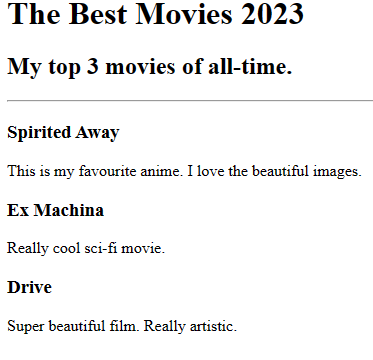 The Best Movies 2023
My top 3 movies of all-time.
Spirited Away
This is my favourite anime. I love the beautiful images.
Ex Machina
Really cool sci-fi movie.
Drive
Super beautiful film. Really artistic.